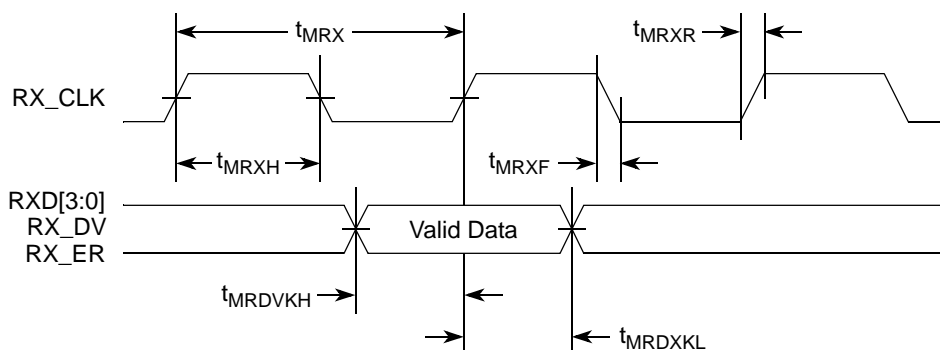 tMRX
tMRXR
RX_CLK
tMRXH
tMRXF
RXD[3:0]
RX_DV
Valid Data
RX_ER
tMRDVKH
tMRDXKL